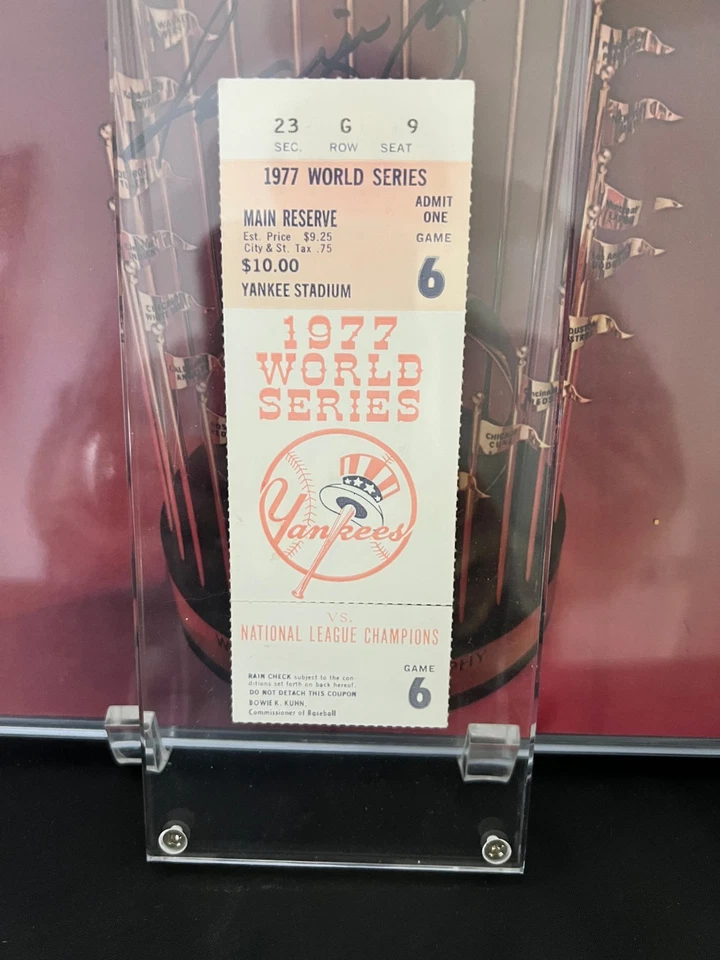 23 G 9
SEC. ROW SEAT
1977 WORLD SERIES
ADMIT
ONE
MAIN RESERVE
Est. Price $9.25
City & St. Tax .75
$10.00
YANKEE STADIUM
GAME
6
1977
WORLD
SERIES
Yankees
VS.
NATIONAL LEAGUE CHAMPIONS
RAIN CHECK subject to the con-
ditions set forth on back hereof.
DO NOT DETACH THIS COUPON
BOWIE K. KUHN,
Commissioner of Baseball
GAME
6